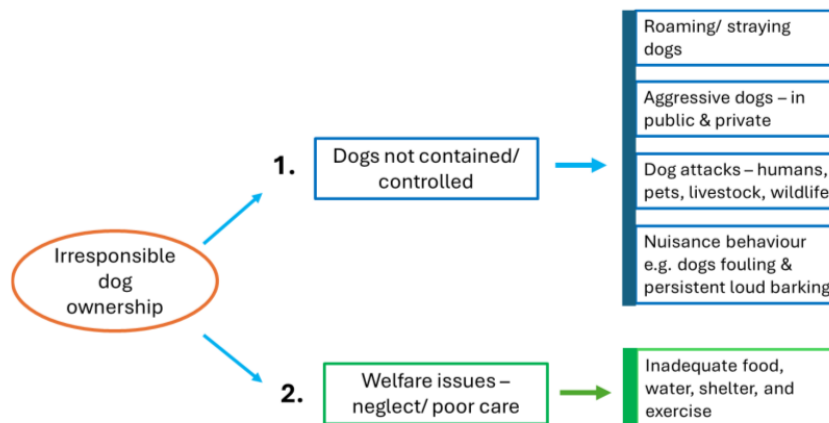 Irresponsible
dog
ownership
1.
Dogs not contained/
controlled
Roaming/ straying
dogs
Aggressive dogs – in
public & private
Dog attacks – humans,
pets, livestock, wildlife
Nuisance behaviour
e.g. dogs fouling &
persistent loud barking
2.
Welfare issues –
neglect/ poor care
Inadequate food,
water, shelter, and
exercise